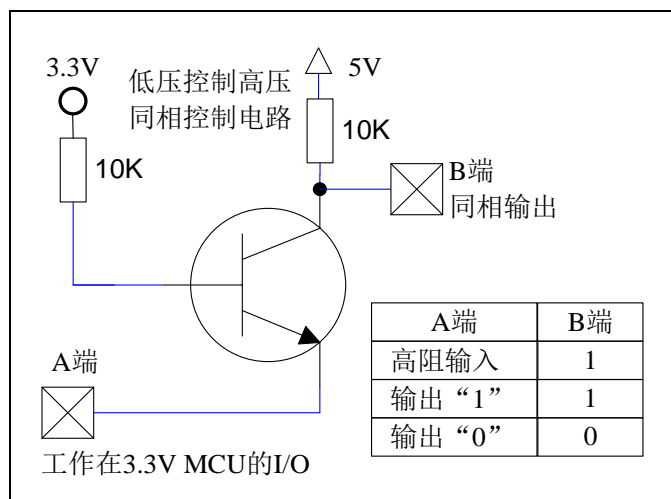 3.3V
低压控制高压
同相控制电路
5V
10K
10K
B端
同相输出
A端
工作在3.3V MCU的I/O
A端 B端
高阻输入 1
输出“1” 1
输出“0” 0